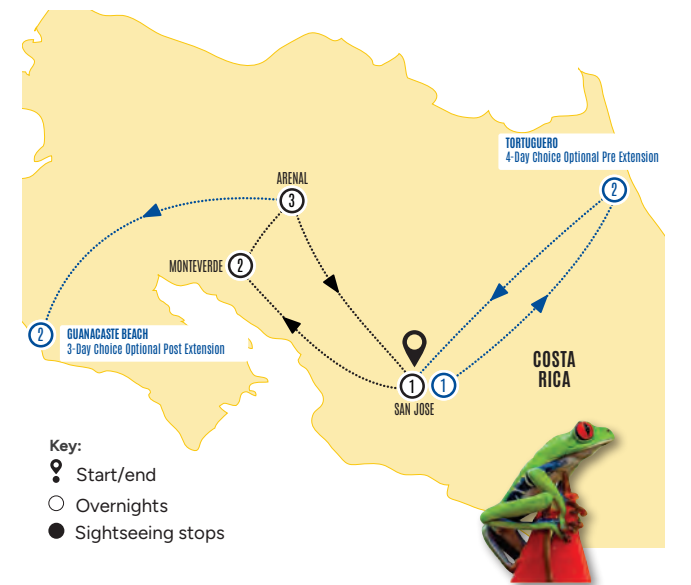 TORTUGUERO
4-Day Choice Optional Pre Extension
2
ARENAL
3
MONTEVERDE
2
2
GUANACASTE BEACH
3-Day Choice Optional Post Extension
COSTA
RICA
1
1
SAN JOSE
Key:
Start/end
Overnights
Sightseeing stops